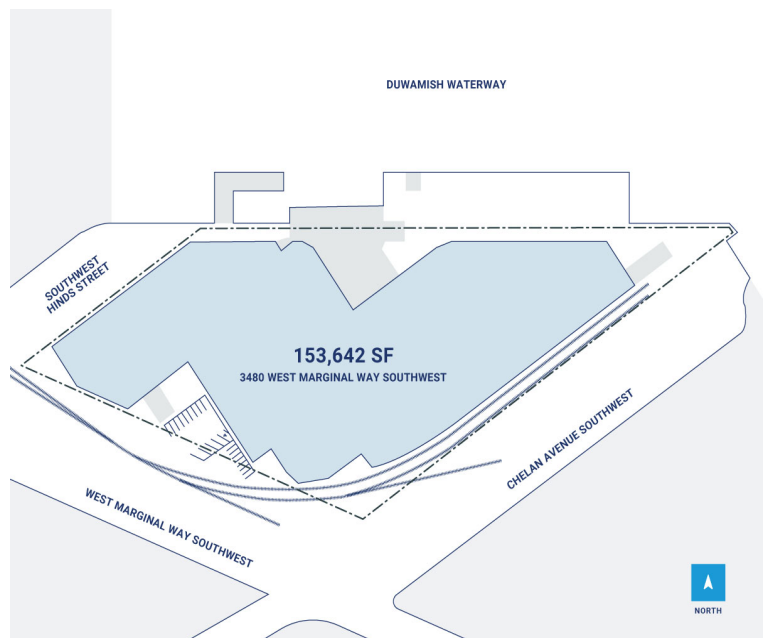 DUWAMISH WATERWAY
SOUTHWEST
HINDS STREET
153,642 SF
3480 WEST MARGINAL WAY SOUTHWEST
CHELAN AVENUE SOUTHWEST
WEST MARGINAL WAY SOUTHWEST
NORTH